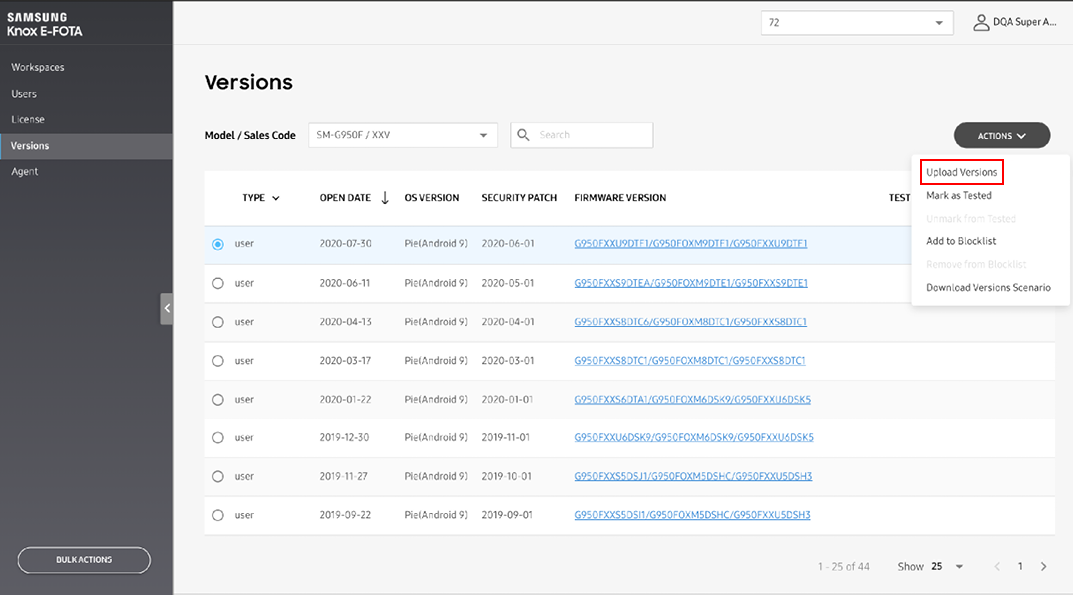 SAMSUNG
Knox E-FOTA
72
DQA Super A...
Workspaces
Users
License
Versions
Agent
BULK ACTIONS
Versions
Model / Sales Code
SM-G950F / XXV
Search
ACTIONS
Upload Versions
Mark as Tested
Unmark from Tested
Add to Blocklist
Remove from Blocklist
Download Versions Scenario
TYPE OPEN DATE OS VERSION SECURITY PATCH FIRMWARE VERSION TEST
user 2020-07-30 Pie(Android 9) 2020-06-01 G950FXXU9DTF1/G950FOXM9DTF1/G950FXXU9DTF1
user 2020-06-11 Pie(Android 9) 2020-05-01 G950FXXS9DTEA/G950FOXM9DTE1/G950FXXS9DTE1
user 2020-04-13 Pie(Android 9) 2020-04-01 G950FXXS8DTC6/G950FOXM8DTC1/G950FXXS8DTC1
user 2020-03-17 Pie(Android 9) 2020-03-01 G950FXXS8DTC1/G950FOXM8DTC1/G950FXXS8DTC1
user 2020-01-22 Pie(Android 9) 2020-01-01 G950FXXS6DTA1/G950FOXM6DSK9/G950FXXU6DSK5
user 2019-12-30 Pie(Android 9) 2019-11-01 G950FXXU6DSK9/G950FOXM6DSK9/G950FXXU6DSK5
user 2019-11-27 Pie(Android 9) 2019-10-01 G950FXXS5DSJ1/G950FOXM5DSHC/G950FXXU5DSH3
user 2019-09-22 Pie(Android 9) 2019-09-01 G950FXXS5DSI1/G950FOXM5DSHC/G950FXXU5DSH3
1 - 25 of 44 Show 25 1